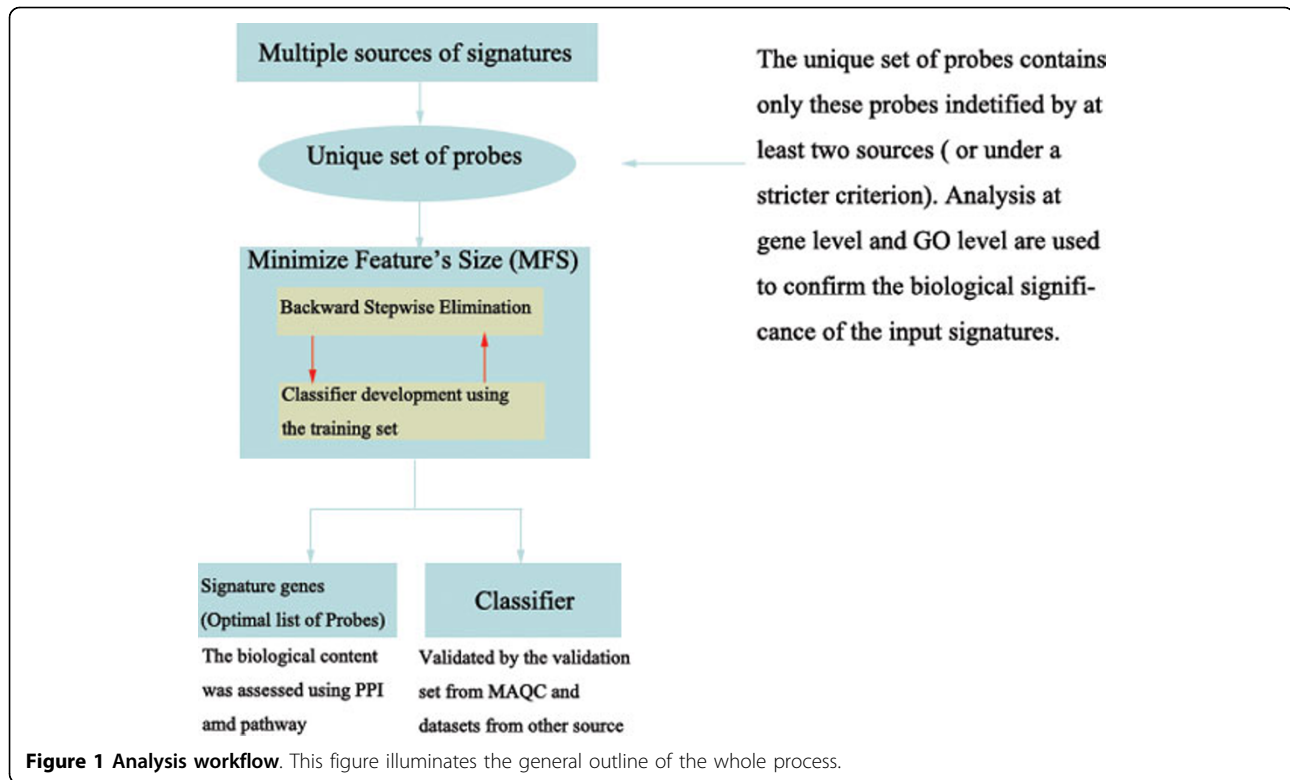 Multiple sources of signatures
Unique set of probes
The unique set of probes contains
only these probes indetified by at
least two sources ( or under a
stricter criterion). Analysis at
gene level and GO level are used
to confirm the biological signifi-
cance of the input signatures.
Minimize Feature's Size (MFS)
Backward Stepwise Elimination
Classifier development using
the training set
Signature genes
(Optimal list of Probes)
The biological content
was assessed using PPI
amd pathway
Classifier
Validated by the validation
set from MAQC and
datasets from other source
Figure 1 Analysis workflow. This figure illuminates the general outline of the whole process.